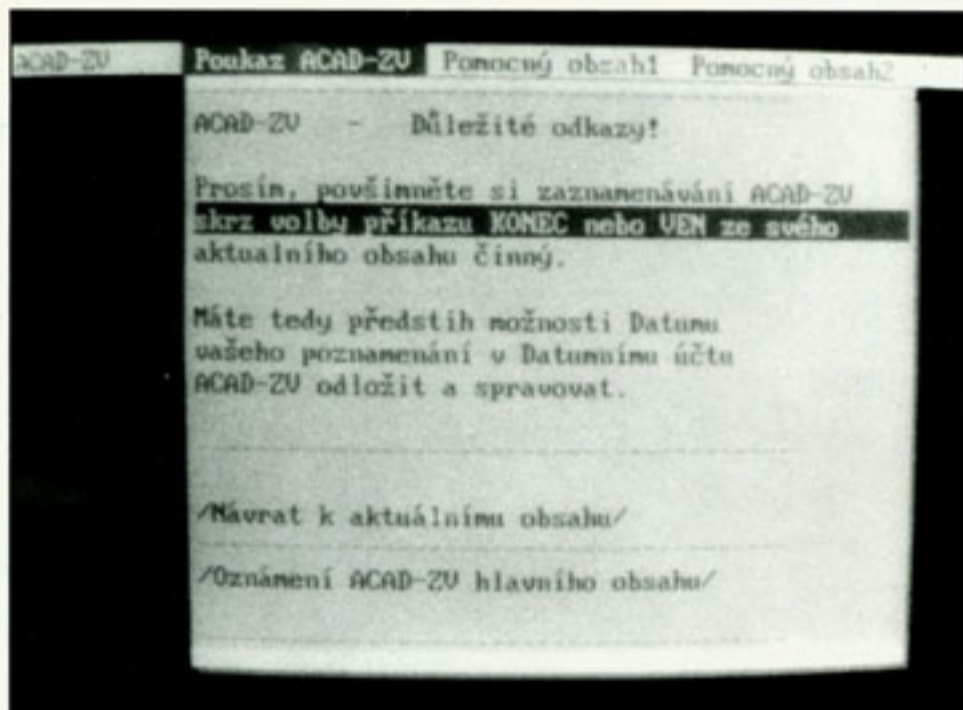 ACAD-ZV Poukaz ACAD-ZV Pomocný obzah1 Pomocný obsah2
ACAD-ZV - Důležité odkazy!
Prosím, povšimněte si zaznamenávání ACAD-ZV
skrz volby příkazu KONEC nebo VEN ze svého
aktualního obsahu činný.
Máte tedy předstih možnosti Datumu
vašeho poznamenání v Datumnímu účtu
ACAD-ZV odložit a spravovat.
/Návrat k aktuálnímu obsahu/
/Oznámení ACAD-ZV hlavního obsahu/